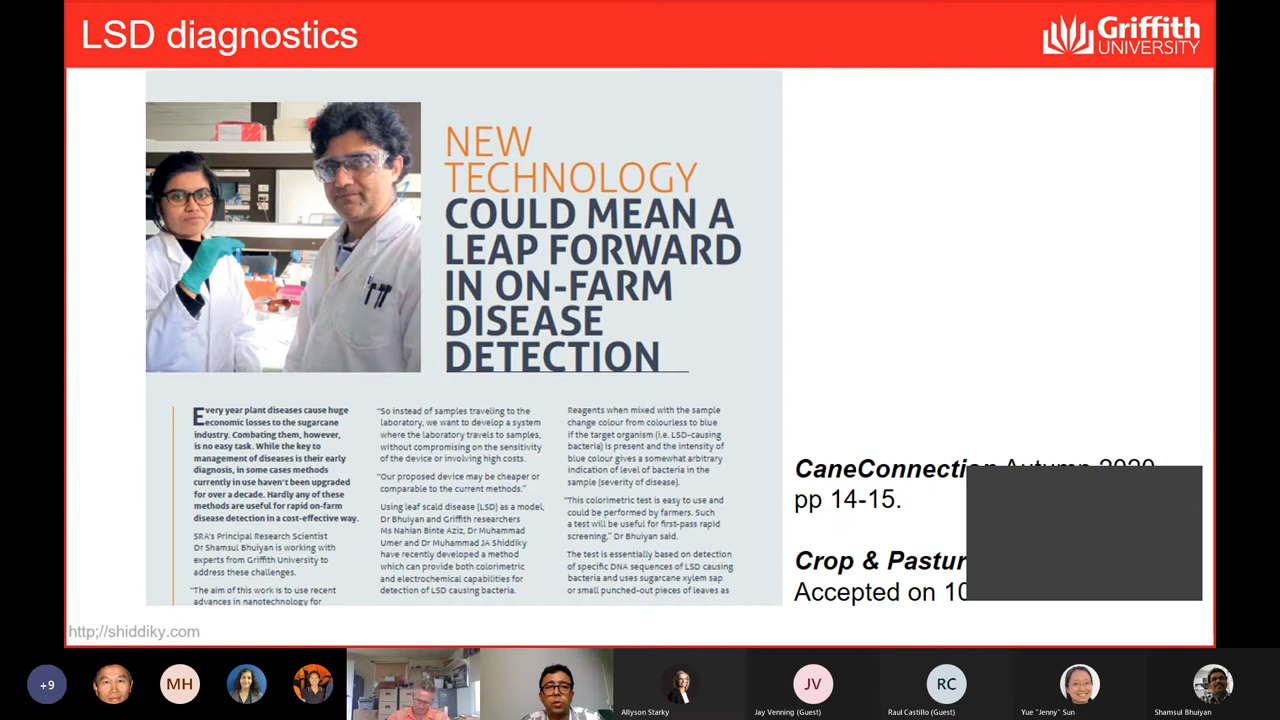 LSD diagnostics
Griffith
UNIVERSITY
NEW
TECHNOLOGY
COULD MEAN A
LEAP FORWARD
IN ON-FARM
DISEASE
DETECTION
Every year plant diseases cause huge
economic losses to the sugarcane
industry. Combating them, however,
is no easy task. While the key to
management of diseases is their early
diagnosis, in some cases methods
currently in use haven't been upgraded
for over a decade. Hardly any of these
methods are useful for rapid on-farm
disease detection in a cost-effective way.
SRA's Principal Research Scientist
Dr Shamsul Bhuiyan is working with
experts from Griffith University to
address these challenges.
"The aim of this work is to use recent
advances in nanotechnology for
"So instead of samples traveling to the
laboratory, we want to develop a system
where the laboratory travels to samples,
without compromising on the sensitivity
of the device or involving high costs.
"Our proposed device may be cheaper or
comparable to the current methods."
Using leaf scald disease (LSD) as a model,
Dr Bhuiyan and Griffith researchers
Ms Nahian Binte Aziz, Dr Muhammad
Umer and Dr Muhammad JA Shiddiky
have recently developed a method
which can provide both colorimetric
and electrochemical capabilities for
detection of LSD causing bacteria.
Reagents when mixed with the sample
change colour from colourless to blue
if the target organism (i.e. LSD-causing
bacteria) is present and the intensity of
blue colour gives a somewhat arbitrary
indication of level of bacteria in the
sample (severity of disease).
"This colorimetric test is easy to use and
could be performed by farmers. Such
a test will be useful for first-pass rapid
screening," Dr Bhuiyan said.
The test is essentially based on detection
of specific DNA sequences of LSD causing
bacteria and uses sugarcane xylem sap
or small punched-out pieces of leaves as
CaneConnection Autumn 2020
pp 14-15.
Crop & Pastur
Accepted on 10
http;//shiddiky.com
+9
MH
JV
RC
Allyson Starky
Jay Venning (Guest)
Raul Castillo (Guest)
Yue "Jenny" Sun
Shamsul Bhuiyan